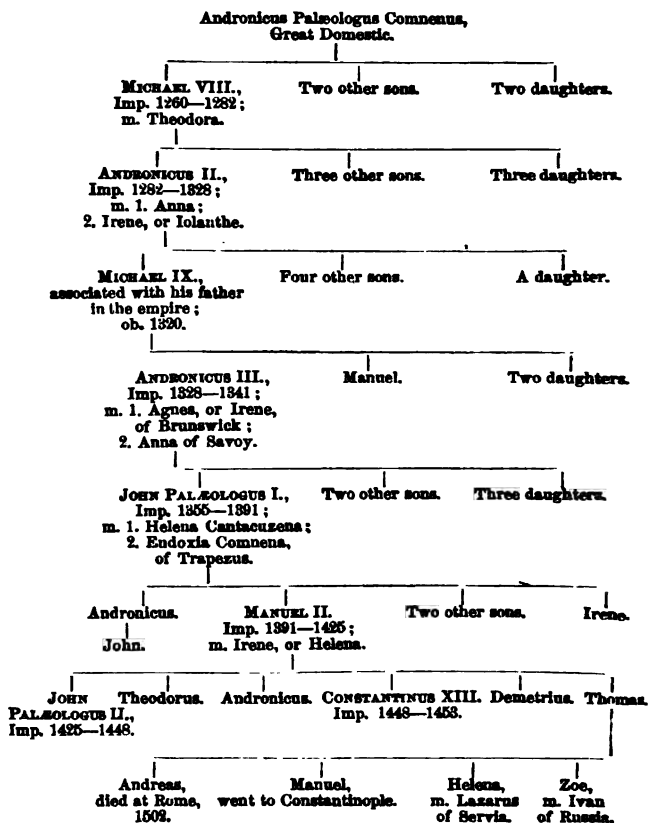 Andronicus Palæologus Comnenus,
Great Domestic.
MICHAEL VIII.,
Imp. 1260—1282;
m. Theodora.
Two other sons.
Two daughters.
ANDRONICUS II.,
Imp. 1282—1328;
m. 1. Anna;
2. Irene, or Iolanthe.
Three other sons.
Three daughters.
MICHAEL IX.,
associated with his father
in the empire;
ob. 1320.
Four other sons.
A daughter.
ANDRONICUS III.,
Imp. 1328—1341;
m. 1. Agnes, or Irene,
of Brunswick;
2. Anna of Savoy.
Manuel.
Two daughters.
JOHN PALÆOLOGUS I.,
Imp. 1355—1391;
m. 1. Helena Cantacuzena;
2. Eudoxia Comnena,
of Trapezus.
Two other sons.
Three daughters.
Andronicus.
John.
MANUEL II.
Imp. 1391—1425;
m. Irene, or Helena.
Two other sons.
Irene.
JOHN
PALÆOLOGUS II.,
Imp. 1425—1448.
Theodorus.
Andronicus.
CONSTANTINUS XIII.
Imp. 1448—1453.
Demetrius.
Thomas.
Andreas,
died at Rome,
1502.
Manuel,
went to Constantinople.
Helena,
m. Lazarus
of Servia.
Zoe,
m. Ivan
of Russia.